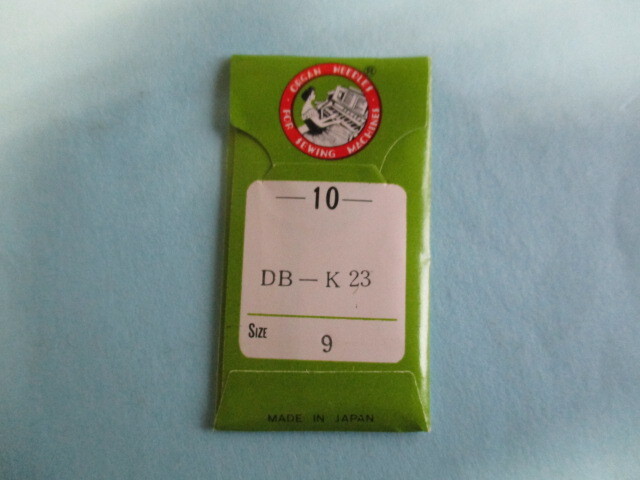 ORGAN NEEDLES
®
FOR SEWING MACHINES
— 10 —
DB — K 23
SIZE
9
MADE IN JAPAN